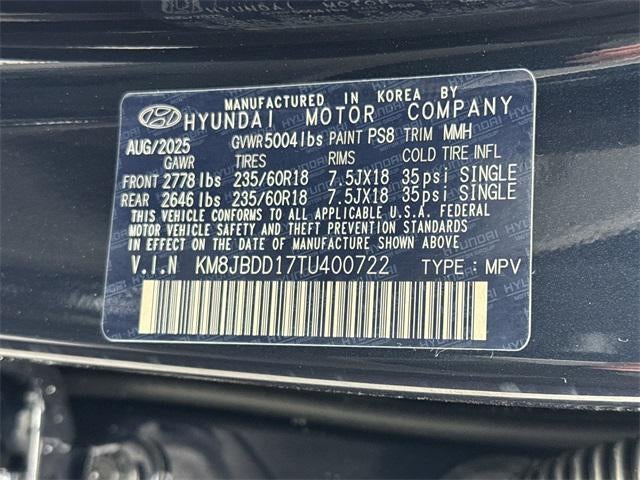 MANUFACTURED IN KOREA BY
HYUNDAI MOTOR COMPANY
AUG/2025 GVWR 5004lbs PAINT PS8 TRIM MMH
GAWR TIRES RIMS COLD TIRE INFL
FRONT 2778 lbs 235/60R18 7.5JX18 35psi SINGLE
REAR 2646 lbs 235/60R18 7.5JX18 35psi SINGLE
THIS VEHICLE CONFORMS TO ALL APPLICABLE U.S.A. FEDERAL
MOTOR VEHICLE SAFETY AND THEFT PREVENTION STANDARDS
IN EFFECT ON THE DATE OF MANUFACTURE SHOWN ABOVE.
V.I.N KM8JBDD17TU400722 TYPE : MPV